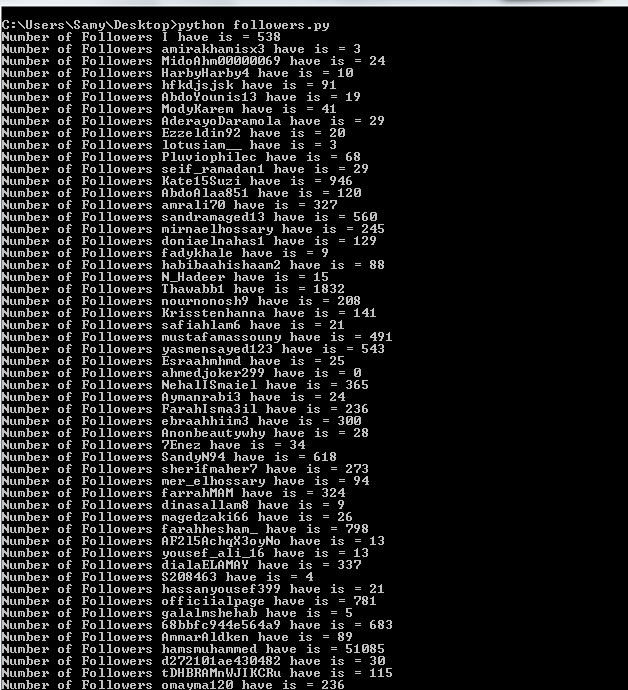 C:\Users\Samy\Desktop>python followers.py
Number of Followers I have is = 538
Number of Followers amirakhamisx3 have is = 3
Number of Followers MidoAhm00000069 have is = 24
Number of Followers HarbyHarby4 have is = 10
Number of Followers hfkdjsjsk have is = 91
Number of Followers AbdoYounis13 have is = 19
Number of Followers ModyKarem have is = 41
Number of Followers AderayoDaramola have is = 29
Number of Followers Ezzeldin92 have is = 20
Number of Followers lotusiam__ have is = 3
Number of Followers Pluviophilec have is = 68
Number of Followers seif_ramadan1 have is = 29
Number of Followers Kate15Suzi have is = 946
Number of Followers AbdoAlaa851 have is = 120
Number of Followers amrali70 have is = 327
Number of Followers sandramaged13 have is = 560
Number of Followers mirnaelhossary have is = 245
Number of Followers doniaelnahas1 have is = 129
Number of Followers fadykhale have is = 9
Number of Followers habibaahishaam2 have is = 88
Number of Followers N_Hadeer have is = 15
Number of Followers Thawabb1 have is = 1832
Number of Followers nournonosh9 have is = 208
Number of Followers Krisstenhanna have is = 141
Number of Followers safiahlam6 have is = 21
Number of Followers mustafamassouny have is = 491
Number of Followers yasmensayed123 have is = 543
Number of Followers Esraahmhmd have is = 25
Number of Followers ahmedjoker299 have is = 0
Number of Followers NehalISmaiel have is = 365
Number of Followers Aymanrabi3 have is = 24
Number of Followers FarahIsma3il have is = 236
Number of Followers ebraahhiim3 have is = 300
Number of Followers Anonbeautywhy have is = 28
Number of Followers 7Enez have is = 34
Number of Followers SandyN94 have is = 618
Number of Followers sherifmaher7 have is = 273
Number of Followers mer_elhossary have is = 94
Number of Followers farrahMAM have is = 324
Number of Followers dinasallam8 have is = 9
Number of Followers magedzaki66 have is = 26
Number of Followers farahhesham_ have is = 798
Number of Followers AF2l5AchqX3oyNo have is = 13
Number of Followers yousef_ali_16 have is = 13
Number of Followers dialaELAMAY have is = 337
Number of Followers S208463 have is = 4
Number of Followers hassanyousef399 have is = 21
Number of Followers officiialpage have is = 781
Number of Followers galalmshehab have is = 5
Number of Followers 68bbfc944e564a9 have is = 683
Number of Followers AmmarAldken have is = 89
Number of Followers hamsmuhammed have is = 51085
Number of Followers d272101ae430482 have is = 30
Number of Followers tDHBRAMnWJIKCRu have is = 115
Number of Followers omayma120 have is = 236